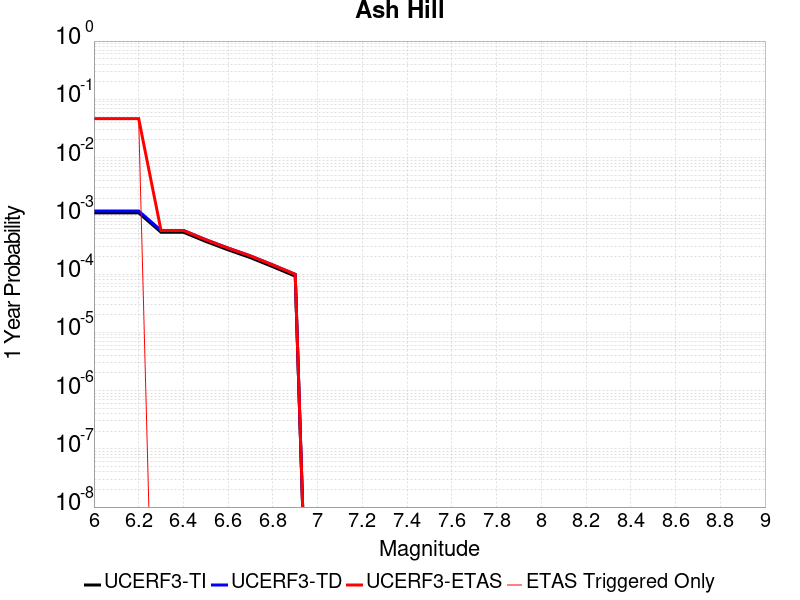 Ash Hill
10^0
10^-1
10^-2
10^-3
10^-4
10^-5
10^-6
10^-7
10^-8
1 Year Probability
6 6.2 6.4 6.6 6.8 7 7.2 7.4 7.6 7.8 8 8.2 8.4 8.6 8.8 9
Magnitude
UCERF3-TI UCERF3-TD UCERF3-ETAS ETAS Triggered Only